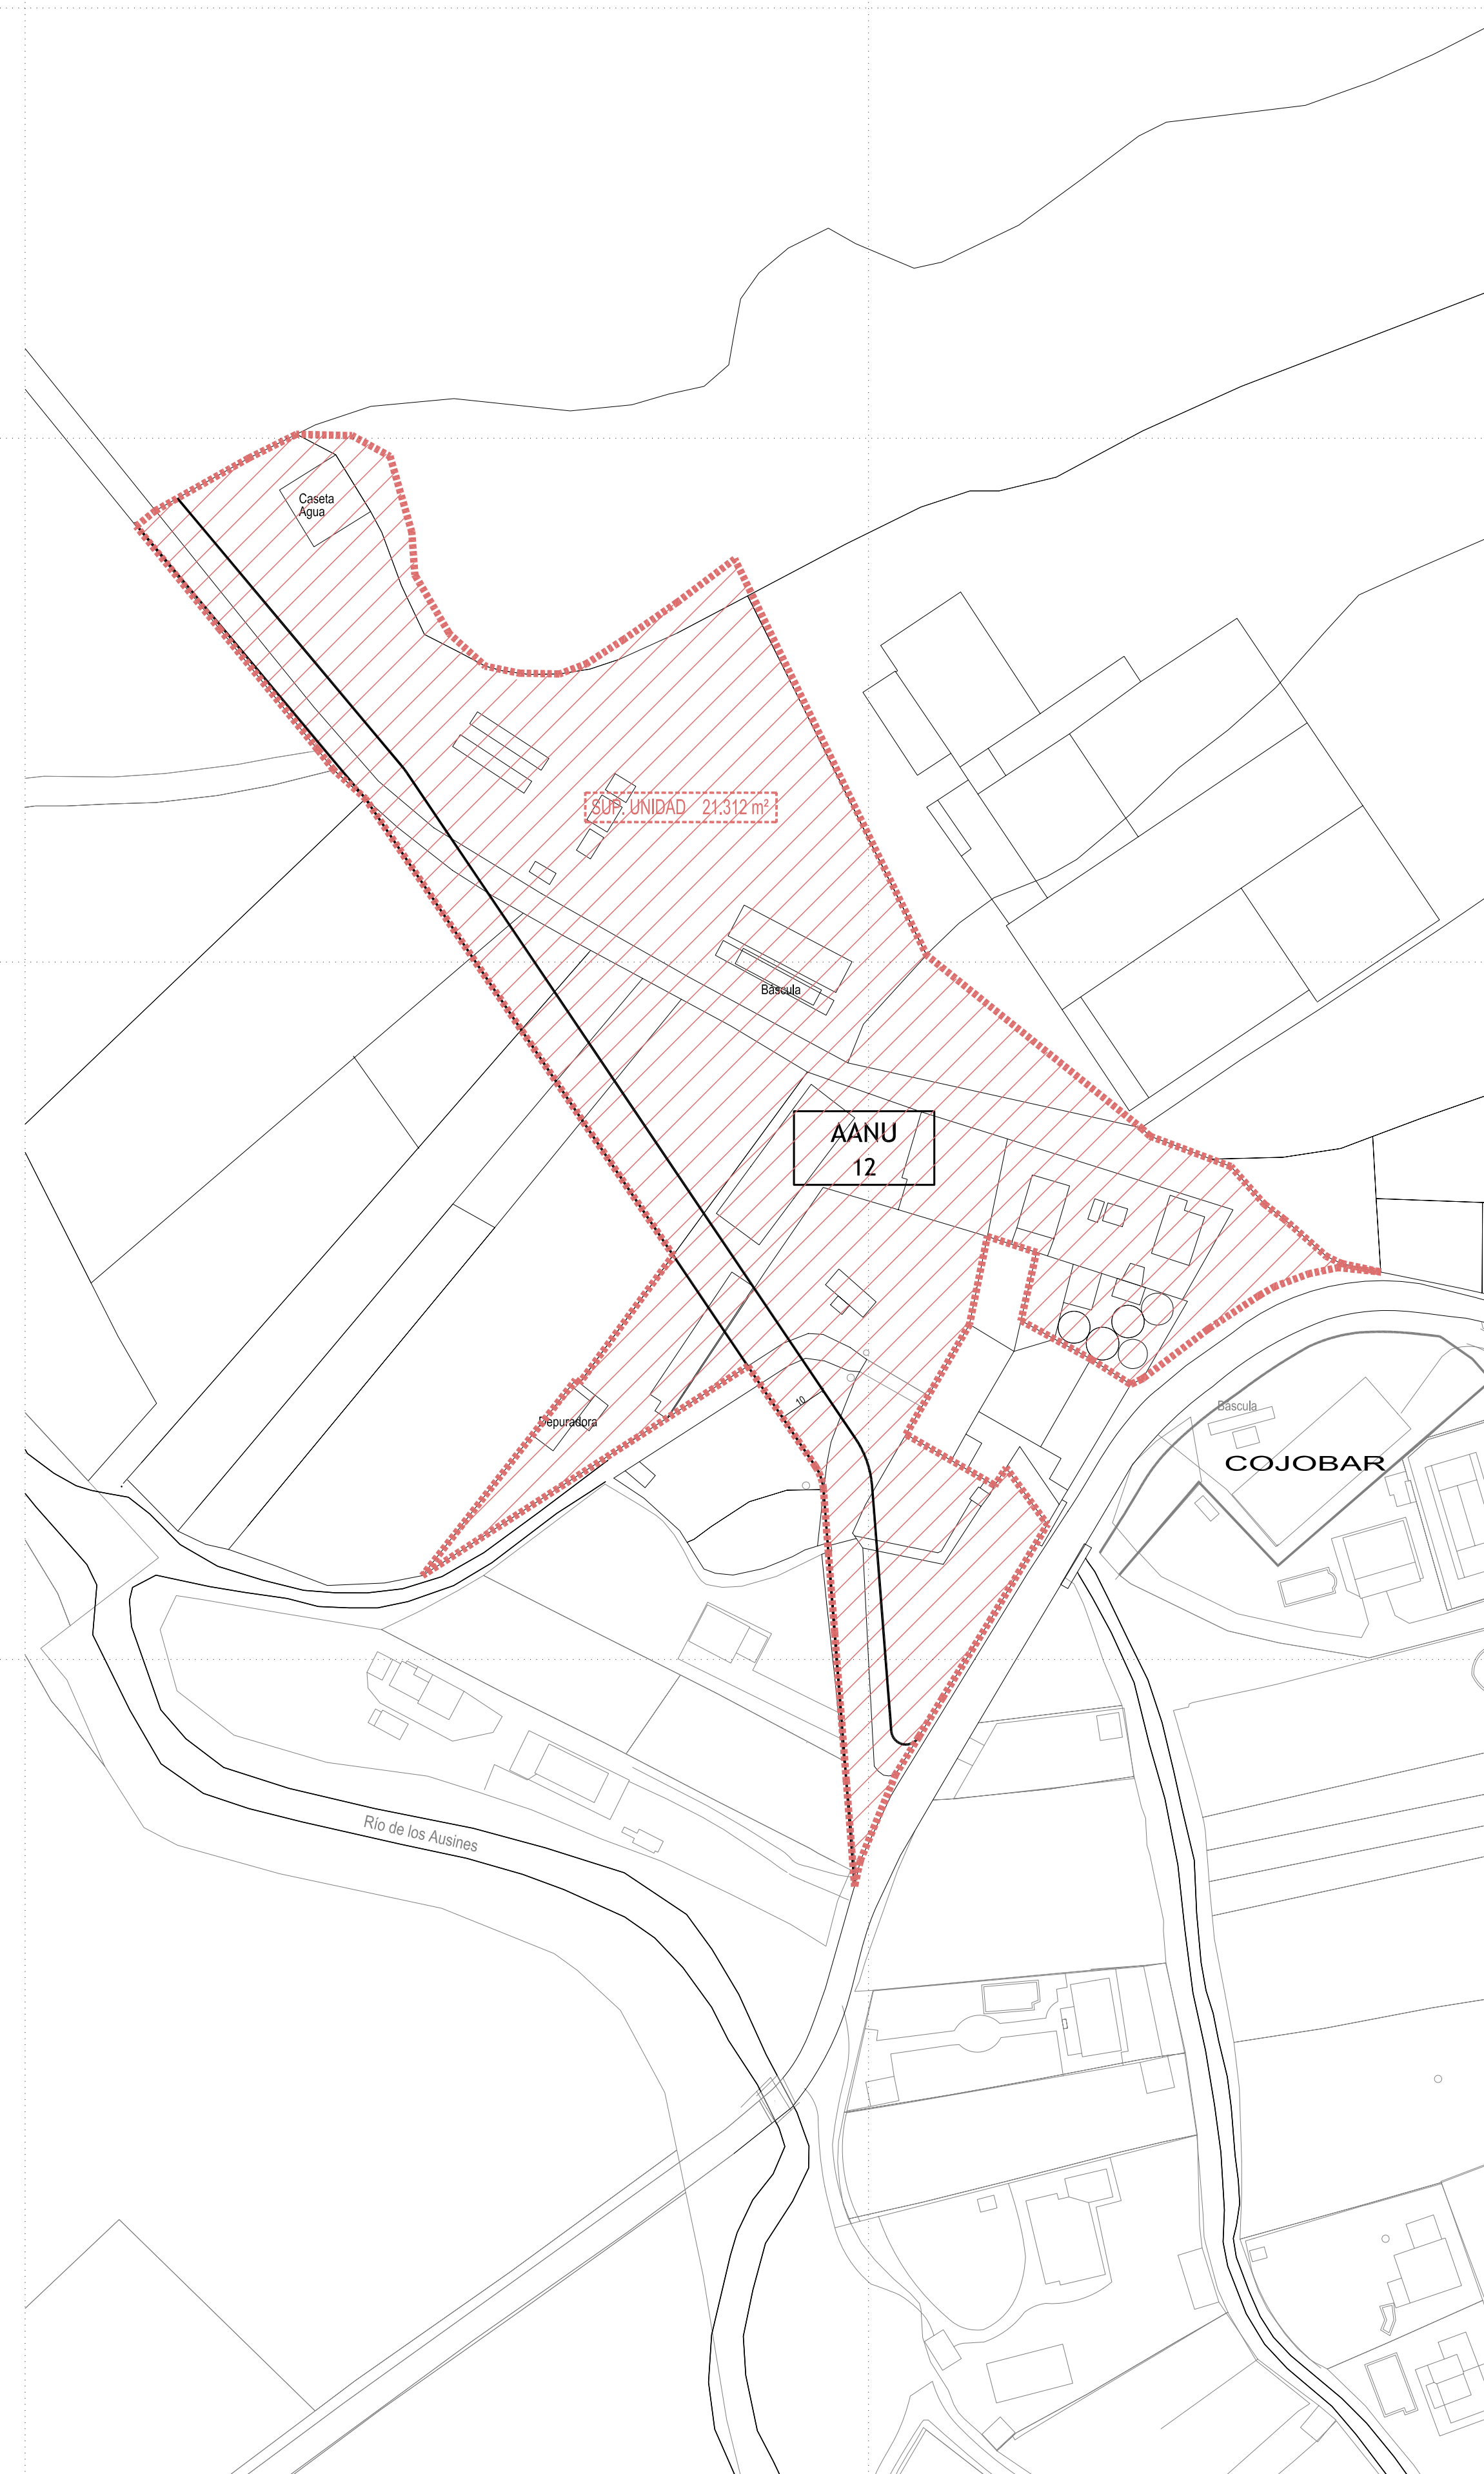 Caseta
Agua
SUP. UNIDAD 21,312 m²
Báscula
AANU
12
10
Depuradora
Báscula
COJOBAR
Río de los Ausines